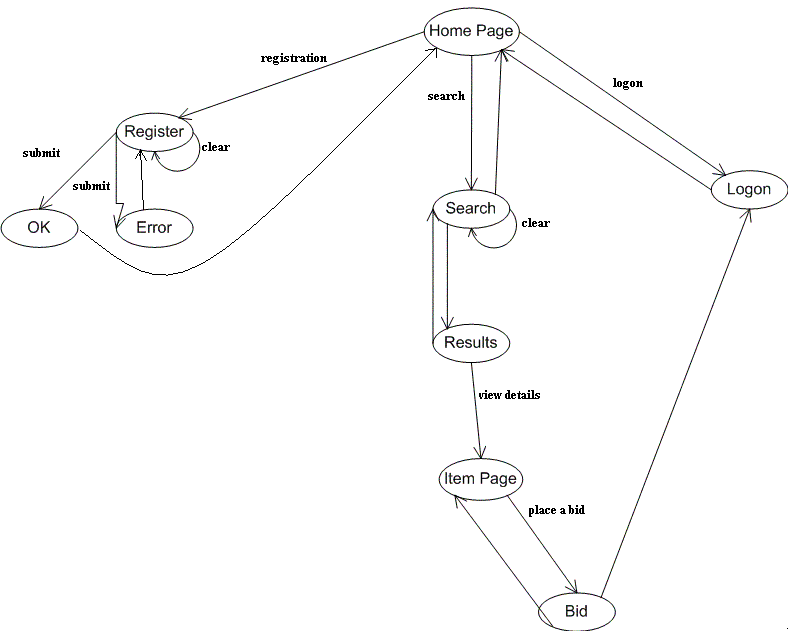 Home Page
registration
logon
search
Register
clear
submit
submit
Logon
Search
OK
Error
clear
Results
view details
Item Page
place a bid
Bid